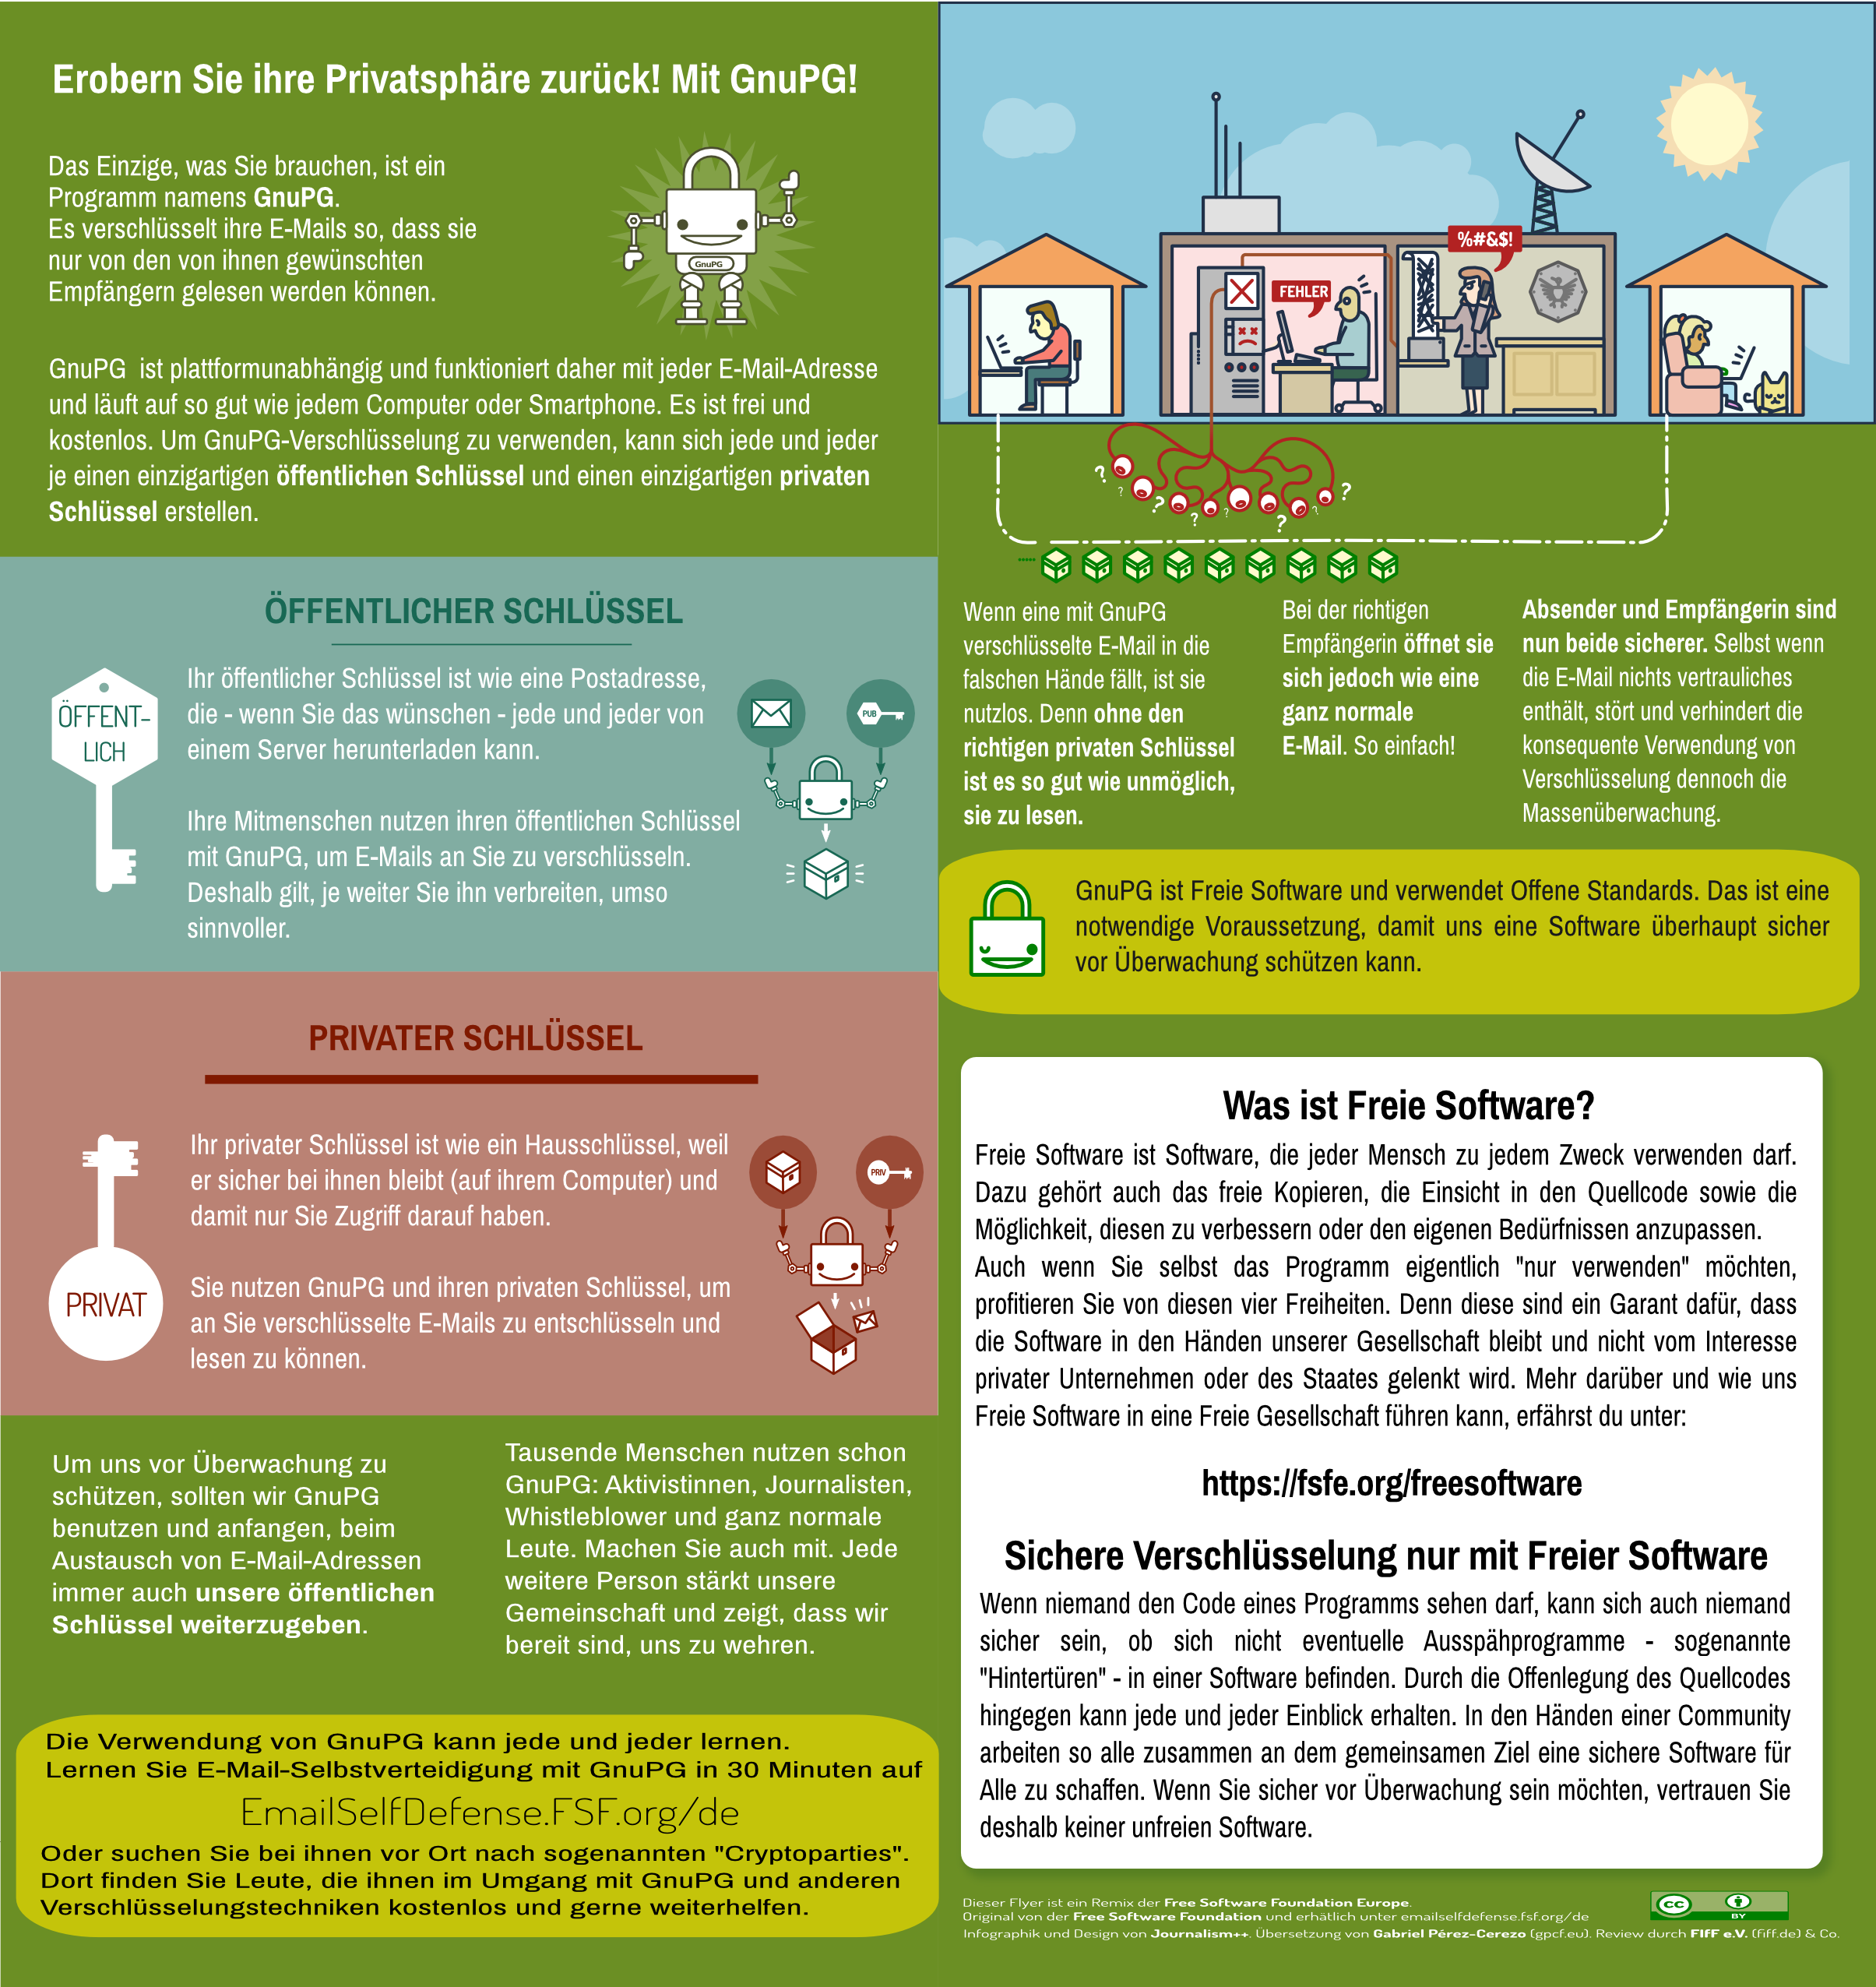 Erobern Sie ihre Privatsphäre zurück! Mit GnuPG!
Das Einzige, was Sie brauchen, ist ein
Programm namens GnuPG.
Es verschlüsselt ihre E-Mails so, dass sie
nur von den von ihnen gewünschten
Empfängern gelesen werden können.
GnuPG
GnuPG ist plattformunabhängig und funktioniert daher mit jeder E-Mail-Adresse
und läuft auf so gut wie jedem Computer oder Smartphone. Es ist frei und
kostenlos. Um GnuPG-Verschlüsselung zu verwenden, kann sich jede und jeder
je einen einzigartigen öffentlichen Schlüssel und einen einzigartigen privaten
Schlüssel erstellen.
ÖFFENTLICHER SCHLÜSSEL
ÖFFENT-
LICH
Ihr öffentlicher Schlüssel ist wie eine Postadresse,
die - wenn Sie das wünschen - jede und jeder von
einem Server herunterladen kann.
Ihre Mitmenschen nutzen ihren öffentlichen Schlüssel
mit GnuPG, um E-Mails an Sie zu verschlüsseln.
Deshalb gilt, je weiter Sie ihn verbreiten, umso
sinnvoller.
PUB
PRIVATER SCHLÜSSEL
Ihr privater Schlüssel ist wie ein Hausschlüssel, weil
er sicher bei ihnen bleibt (auf ihrem Computer) und
damit nur Sie Zugriff darauf haben.
Sie nutzen GnuPG und ihren privaten Schlüssel, um
an Sie verschlüsselte E-Mails zu entschlüsseln und
lesen zu können.
PRIVAT
PRIV
Um uns vor Überwachung zu
schützen, sollten wir GnuPG
benutzen und anfangen, beim
Austausch von E-Mail-Adressen
immer auch unsere öffentlichen
Schlüssel weiterzugeben.
Tausende Menschen nutzen schon
GnuPG: Aktivistinnen, Journalisten,
Whistleblower und ganz normale
Leute. Machen Sie auch mit. Jede
weitere Person stärkt unsere
Gemeinschaft und zeigt, dass wir
bereit sind, uns zu wehren.
Die Verwendung von GnuPG kann jede und jeder lernen.
Lernen Sie E-Mail-Selbstverteidigung mit GnuPG in 30 Minuten auf
EmailSelfDefense.FSF.org/de
Oder suchen Sie bei ihnen vor Ort nach sogenannten "Cryptoparties".
Dort finden Sie Leute, die ihnen im Umgang mit GnuPG und anderen
Verschlüsselungstechniken kostenlos und gerne weiterhelfen.
%#&$!
FEHLER
? ? ? ? ? ? ? ?
Wenn eine mit GnuPG
verschlüsselte E-Mail in die
falschen Hände fällt, ist sie
nutzlos. Denn ohne den
richtigen privaten Schlüssel
ist es so gut wie unmöglich,
sie zu lesen.
Bei der richtigen
Empfängerin öffnet sie
sich jedoch wie eine
ganz normale
E-Mail. So einfach!
Absender und Empfängerin sind
nun beide sicherer. Selbst wenn
die E-Mail nichts vertrauliches
enthält, stört und verhindert die
konsequente Verwendung von
Verschlüsselung dennoch die
Massenüberwachung.
GnuPG ist Freie Software und verwendet Offene Standards. Das ist eine
notwendige Voraussetzung, damit uns eine Software überhaupt sicher
vor Überwachung schützen kann.
Was ist Freie Software?
Freie Software ist Software, die jeder Mensch zu jedem Zweck verwenden darf.
Dazu gehört auch das freie Kopieren, die Einsicht in den Quellcode sowie die
Möglichkeit, diesen zu verbessern oder den eigenen Bedürfnissen anzupassen.
Auch wenn Sie selbst das Programm eigentlich "nur verwenden" möchten,
profitieren Sie von diesen vier Freiheiten. Denn diese sind ein Garant dafür, dass
die Software in den Händen unserer Gesellschaft bleibt und nicht vom Interesse
privater Unternehmen oder des Staates gelenkt wird. Mehr darüber und wie uns
Freie Software in eine Freie Gesellschaft führen kann, erfährst du unter:
https://fsfe.org/freesoftware
Sichere Verschlüsselung nur mit Freier Software
Wenn niemand den Code eines Programms sehen darf, kann sich auch niemand
sicher sein, ob sich nicht eventuelle Ausspähprogramme - sogenannte
"Hintertüren" - in einer Software befinden. Durch die Offenlegung des Quellcodes
hingegen kann jede und jeder Einblick erhalten. In den Händen einer Community
arbeiten so alle zusammen an dem gemeinsamen Ziel eine sichere Software für
Alle zu schaffen. Wenn Sie sicher vor Überwachung sein möchten, vertrauen Sie
deshalb keiner unfreien Software.
Dieser Flyer ist ein Remix der Free Software Foundation Europe.
Original von der Free Software Foundation und erhätlich unter emailselfdefense.fsf.org/de
Infographik und Design von Journalism++. Übersetzung von Gabriel Pérez-Cerezo (gpcf.eu). Review durch FIfF e.V. (fiff.de) & Co.
cc
BY